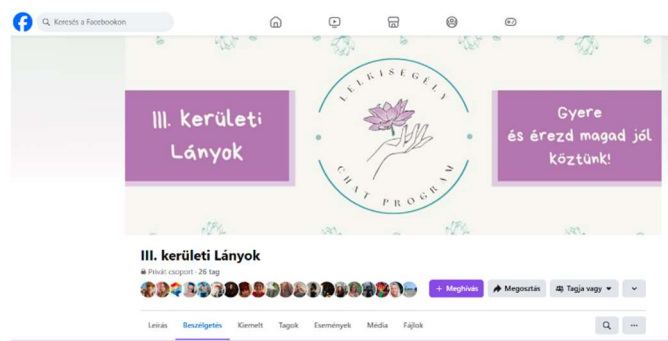 Keresés a Facebookon
III. kerületi
Lányok
LELKISEGÉLY
CHAT PROGRAM
Gyere
és érezd magad jól
köztünk!
III. kerületi Lányok
Privát csoport · 26 tag
+ Meghívás
Megosztás
Tagja vagy
Leírás Beszélgetés Kiemelt Tagok Események Média Fájlok